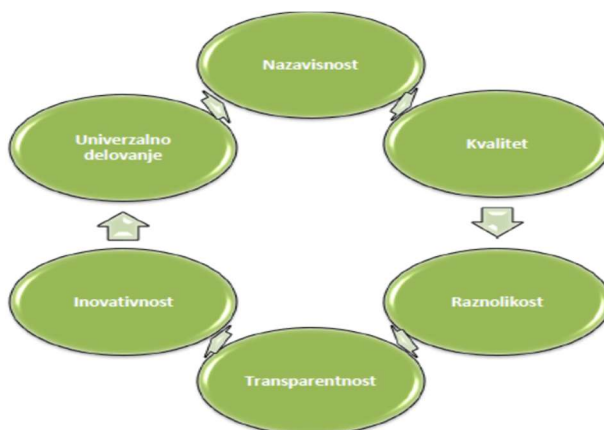 Nazavisnost
Kvalitet
Raznolikost
Transparentnost
Inovativnost
Univerzalno
delovanje